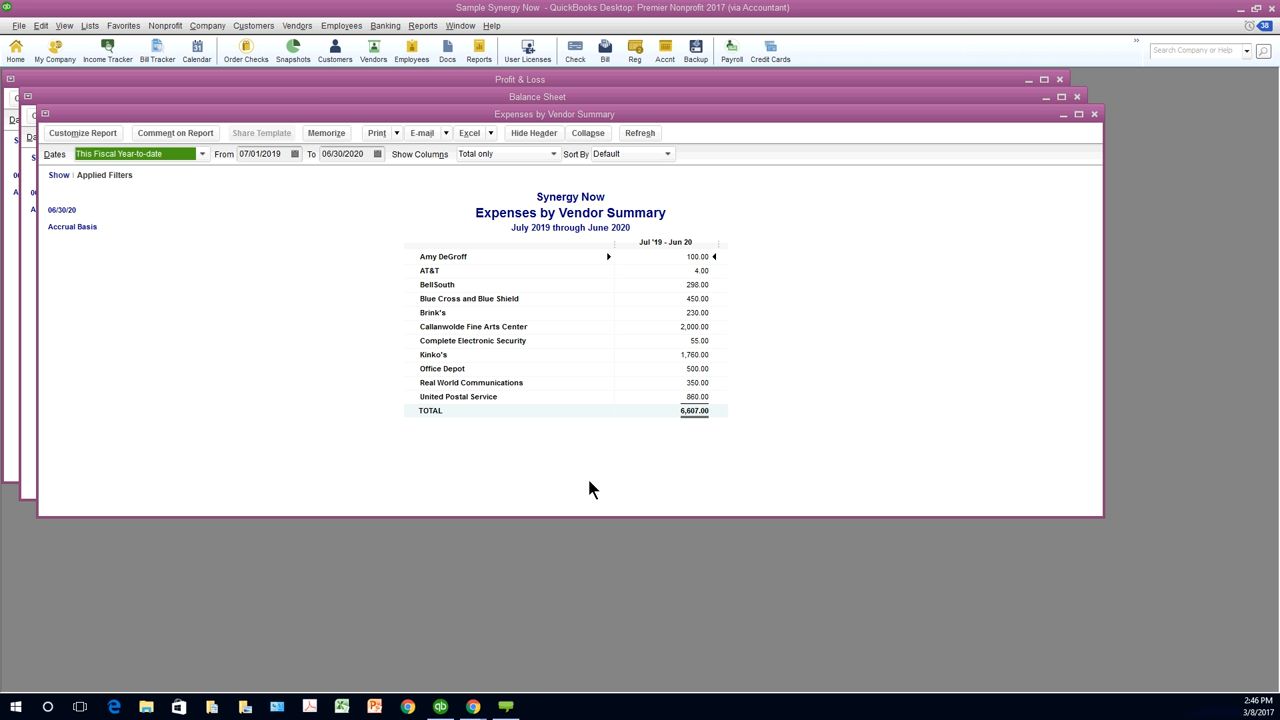 Sample Synergy Now - QuickBooks Desktop: Premier Nonprofit 2017 (via Accountant)
File Edit View Lists Favorites Nonprofit Company Customers Vendors Employees Banking Reports Window Help
38
Home My Company Income Tracker Bill Tracker Calendar Order Checks Snapshots Customers Vendors Employees Docs Reports User Licenses Check Bill Reg Accnt Backup Payroll Credit Cards
Search Company or Help
Profit & Loss
Balance Sheet
Expenses by Vendor Summary
Customize Report Comment on Report Share Template Memorize Print E-mail Excel Hide Header Collapse Refresh
Dates This Fiscal Year-to-date From 07/01/2019 To 06/30/2020 Show Columns Total only Sort By Default
Show Applied Filters
Synergy Now
06/30/20 Expenses by Vendor Summary
Accrual Basis July 2019 through June 2020
Jul '19 - Jun 20
Amy DeGroff 100.00
AT&T 4.00
BellSouth 298.00
Blue Cross and Blue Shield 450.00
Brink's 230.00
Callanwolde Fine Arts Center 2,000.00
Complete Electronic Security 55.00
Kinko's 1,760.00
Office Depot 500.00
Real World Communications 350.00
United Postal Service 860.00
TOTAL 6,607.00
2:46 PM
3/8/2017